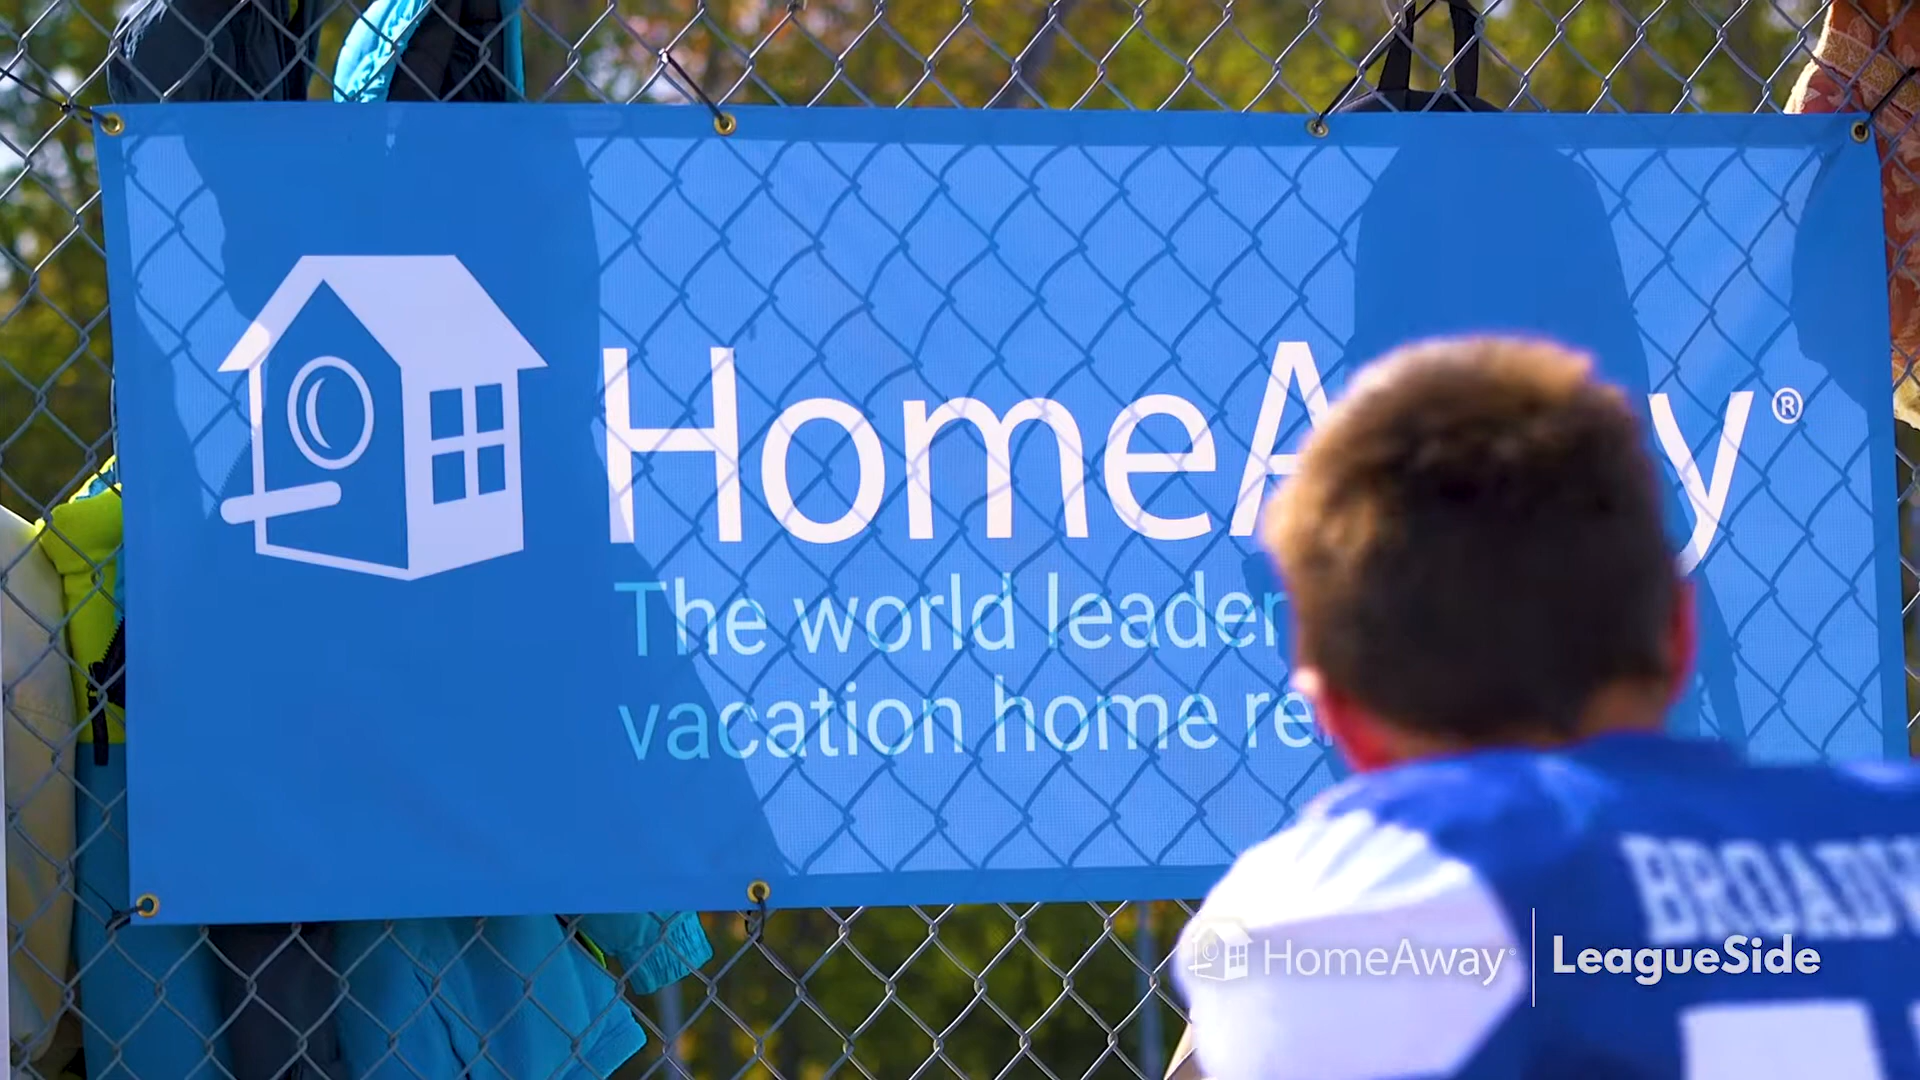 HomeA y®
The world leader
vacation home re
BROADW
HomeAway® | LeagueSide